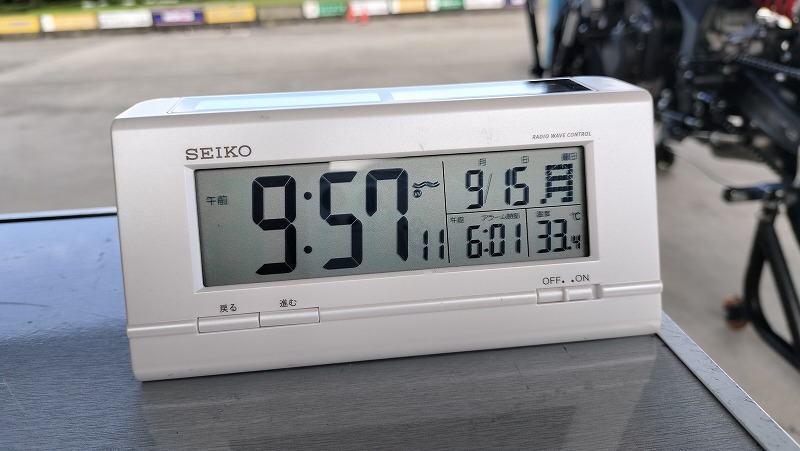 SEIKO
RADIO WAVE CONTROL
午前 9:57 11
月 日 曜日
9/15 月
午前 アラーム時刻 6:01
温度 33.4 ℃
戻る 進む
OFF ON